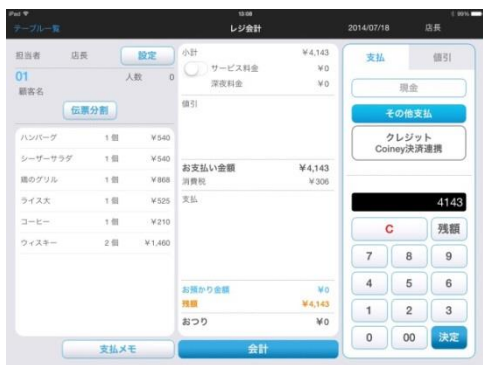 iPad 13:08 89%
テーブル一覧 レジ会計 2014/07/18 店長
担当者 店長 設定
01 人数 0
顧客名
伝票分割
ハンバーグ 1個 ¥540
シーザーサラダ 1個 ¥540
鶏のグリル 1個 ¥868
ライス大 1個 ¥525
コーヒー 1個 ¥210
ウィスキー 2個 ¥1,460
支払メモ
小計 ¥4,143
サービス料金 ¥0
深夜料金 ¥0
値引
お支払い金額 ¥4,143
消費税 ¥306
支払
お預かり金額 ¥0
残額 ¥4,143
おつり ¥0
会計
支払 値引
現金
その他支払
クレジット
Coiney決済連携
4143
C 残額
7 8 9
4 5 6
1 2 3
0 00 決定